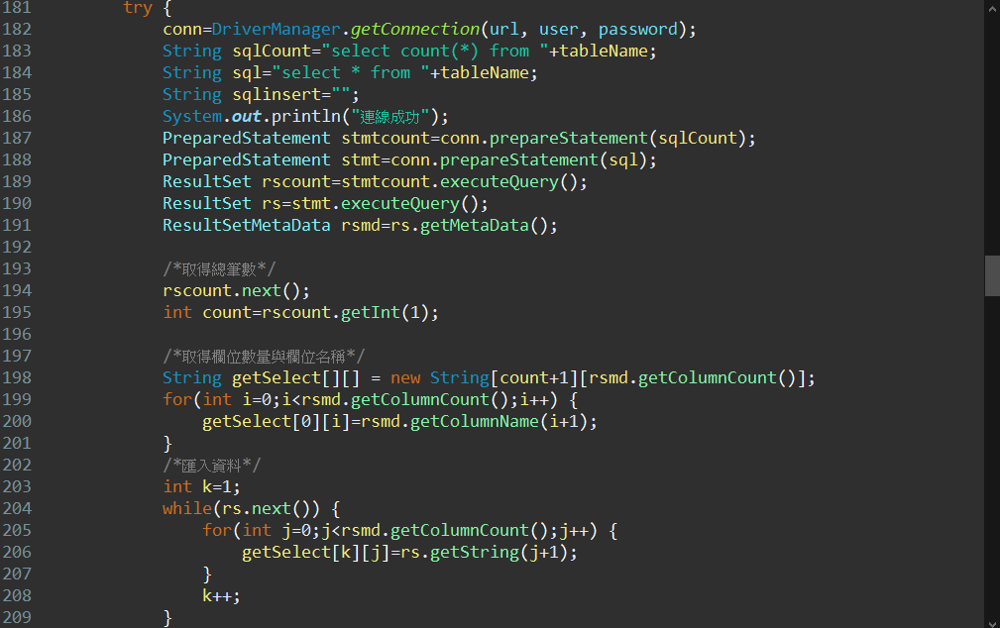 181 try {
182 conn=DriverManager.getConnection(url, user, password);
183 String sqlCount="select count(*) from "+tableName;
184 String sql="select * from "+tableName;
185 String sqlinsert="";
186 System.out.println("連線成功");
187 PreparedStatement stmtcount=conn.prepareStatement(sqlCount);
188 PreparedStatement stmt=conn.prepareStatement(sql);
189 ResultSet rscount=stmtcount.executeQuery();
190 ResultSet rs=stmt.executeQuery();
191 ResultSetMetaData rsmd=rs.getMetaData();
192
193 /*取得總筆數*/
194 rscount.next();
195 int count=rscount.getInt(1);
196
197 /*取得欄位數量與欄位名稱*/
198 String getSelect[][] = new String[count+1][rsmd.getColumnCount()];
199 for(int i=0;i<rsmd.getColumnCount();i++) {
200 getSelect[0][i]=rsmd.getColumnName(i+1);
201 }
202 /*匯入資料*/
203 int k=1;
204 while(rs.next()) {
205 for(int j=0;j<rsmd.getColumnCount();j++) {
206 getSelect[k][j]=rs.getString(j+1);
207 }
208 k++;
209 }